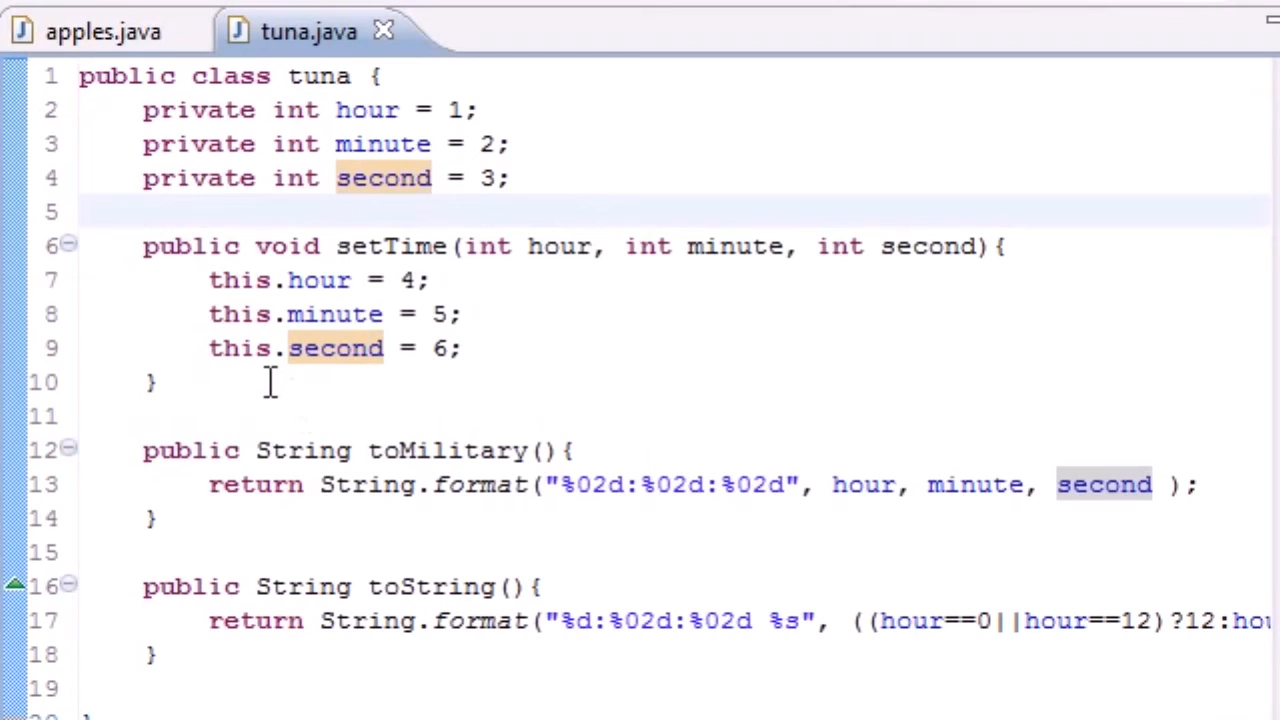 apples.java tuna.java
1 public class tuna {
2 private int hour = 1;
3 private int minute = 2;
4 private int second = 3;
5
6 public void setTime(int hour, int minute, int second){
7 this.hour = 4;
8 this.minute = 5;
9 this.second = 6;
10 }
11
12 public String toMilitary(){
13 return String.format("%02d:%02d:%02d", hour, minute, second );
14 }
15
16 public String toString(){
17 return String.format("%d:%02d:%02d %s", ((hour==0||hour==12)?12:hou
18 }
19